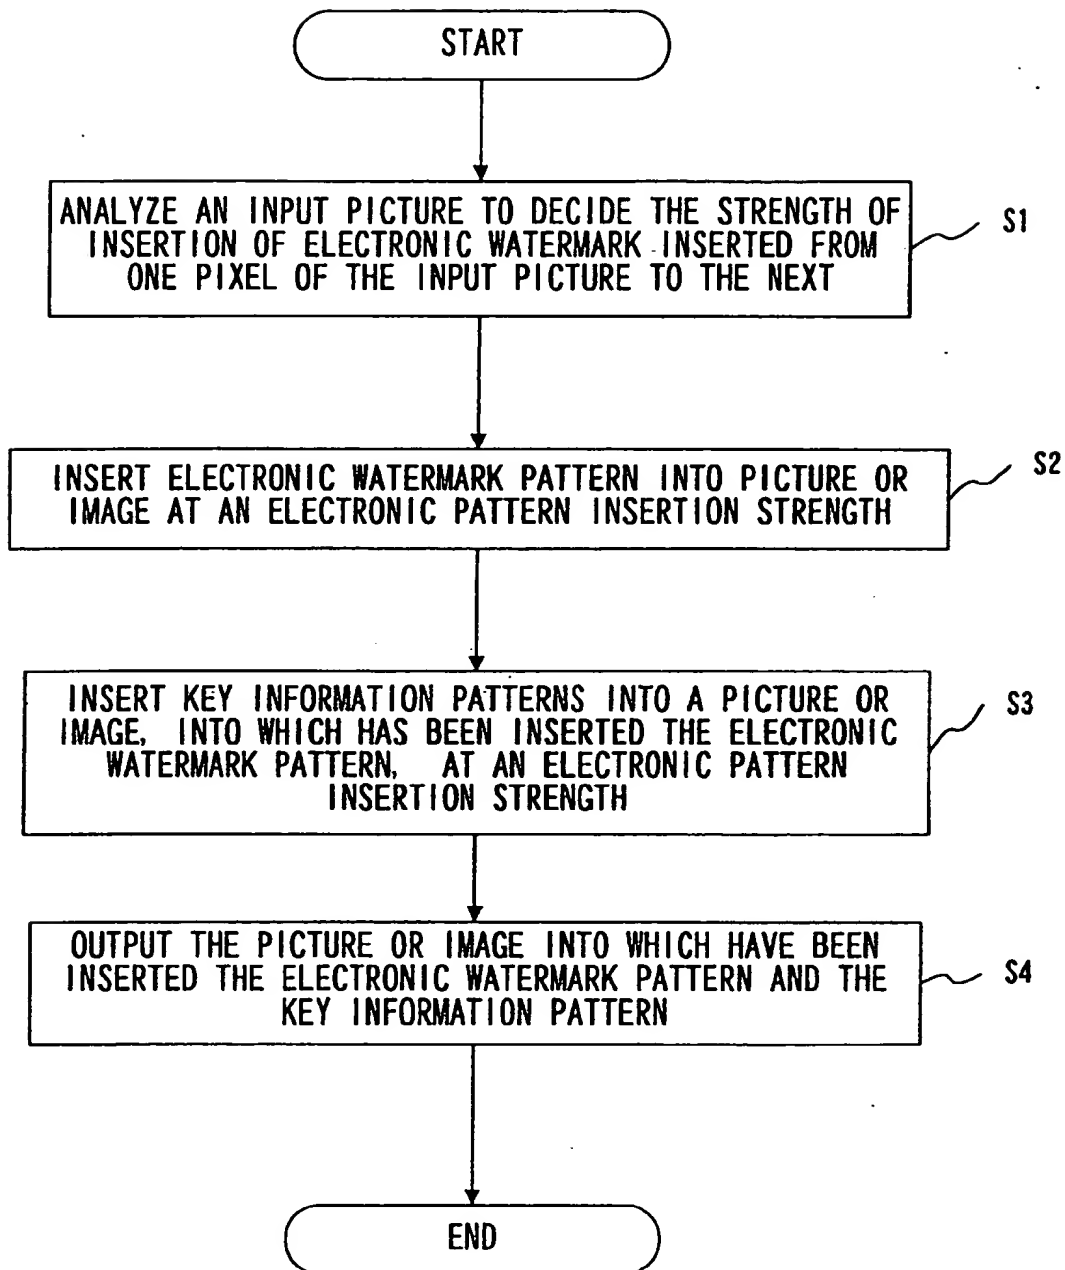 START
ANALYZE AN INPUT PICTURE TO DECIDE THE STRENGTH OF
INSERTION OF ELECTRONIC WATERMARK INSERTED FROM
ONE PIXEL OF THE INPUT PICTURE TO THE NEXT
S1
INSERT ELECTRONIC WATERMARK PATTERN INTO PICTURE OR
IMAGE AT AN ELECTRONIC PATTERN INSERTION STRENGTH
S2
INSERT KEY INFORMATION PATTERNS INTO A PICTURE OR
IMAGE, INTO WHICH HAS BEEN INSERTED THE ELECTRONIC
WATERMARK PATTERN, AT AN ELECTRONIC PATTERN
INSERTION STRENGTH
S3
OUTPUT THE PICTURE OR IMAGE INTO WHICH HAVE BEEN
INSERTED THE ELECTRONIC WATERMARK PATTERN AND THE
KEY INFORMATION PATTERN
S4
END